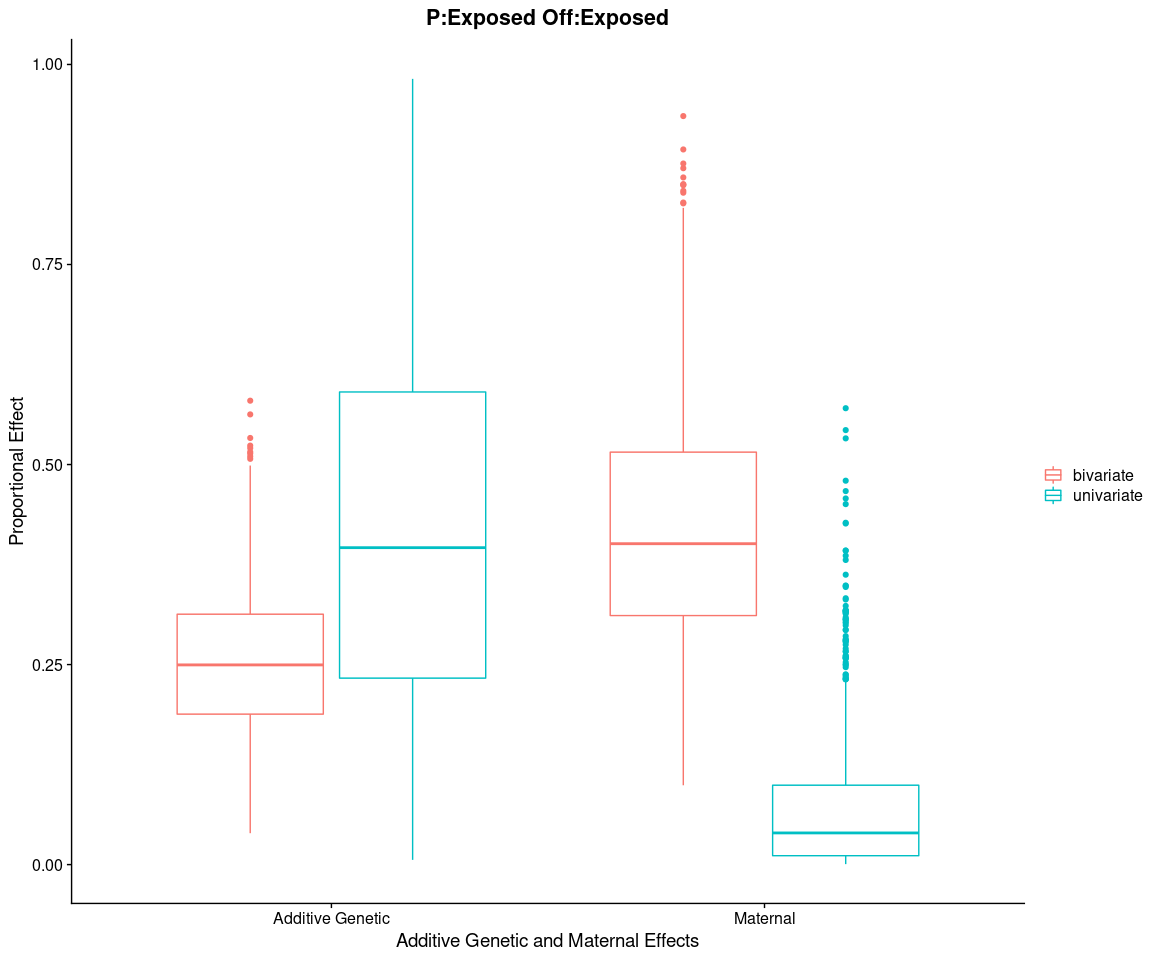 P:Exposed Off:Exposed
1.00
0.75
0.50
0.25
0.00
Proportional Effect
Additive Genetic
Maternal
Additive Genetic and Maternal Effects
bivariate
univariate